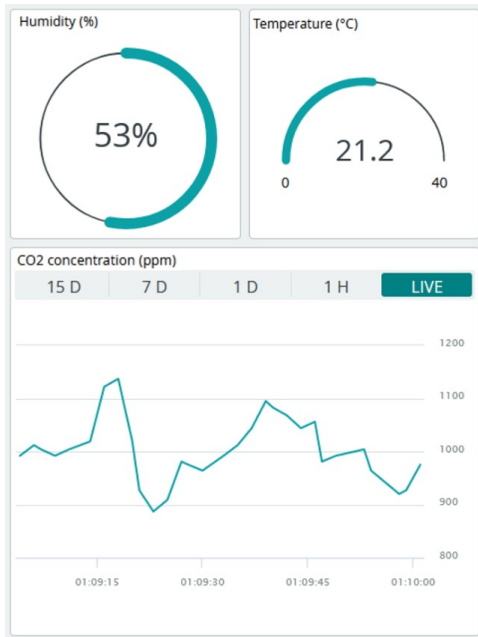 Humidity (%)
53%
Temperature (°C)
21.2
0
40
CO2 concentration (ppm)
15 D
7 D
1 D
1 H
LIVE
1200
1100
1000
900
800
01:09:15
01:09:30
01:09:45
01:10:00